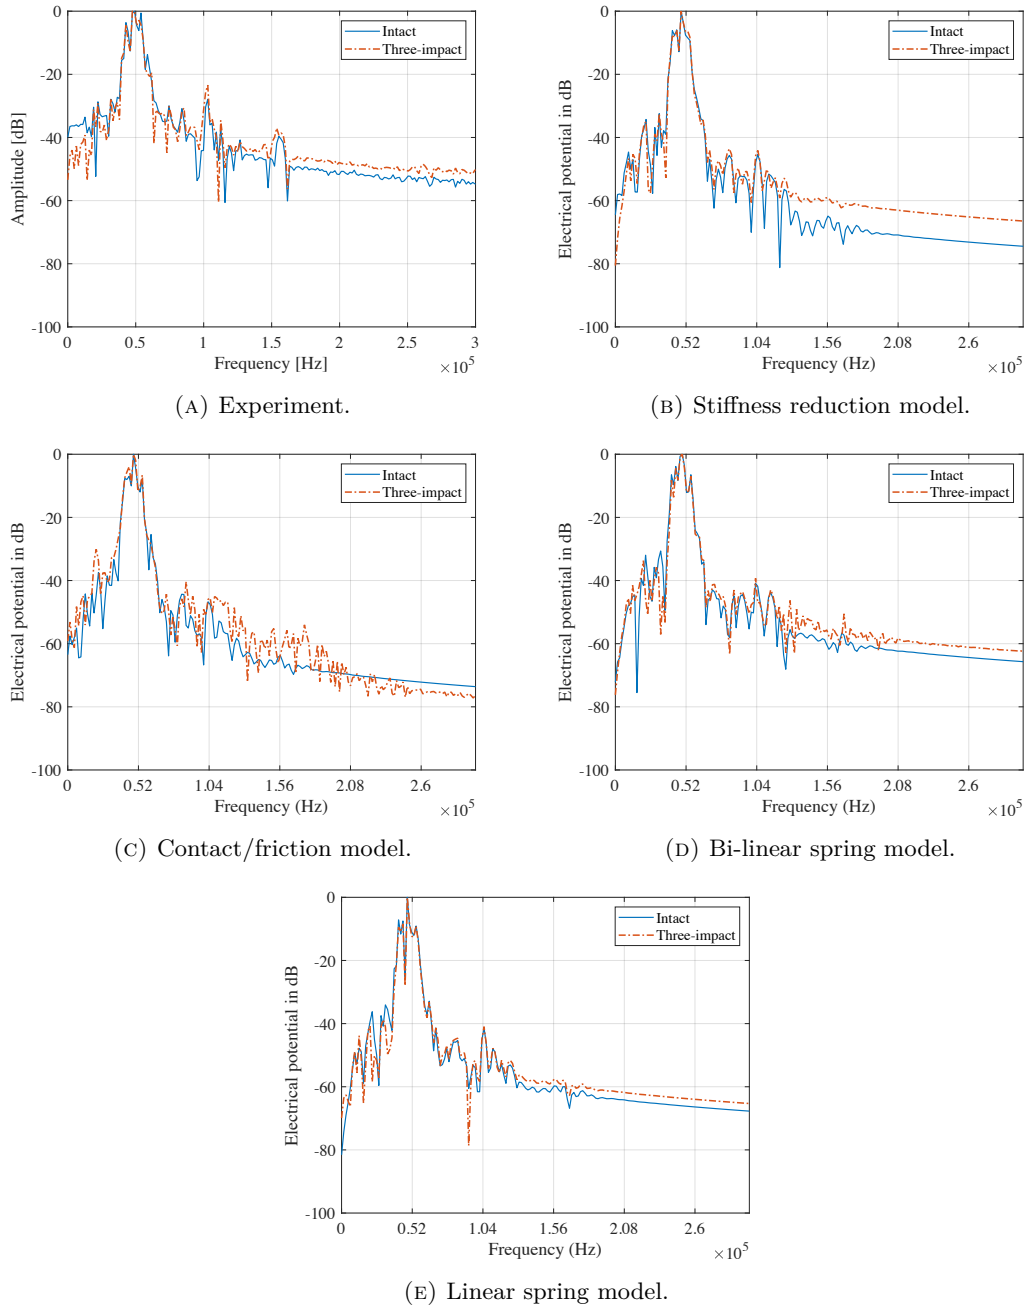 0
-20
-40
-60
-80
-100
Amplitude [dB]
Intact
Three-impact
0 0.5 1 1.5 2 2.5 3
Frequency [Hz]
×10^5
(A) Experiment.
0
-20
-40
-60
-80
-100
Electrical potential in dB
Intact
Three-impact
0 0.52 1.04 1.56 2.08 2.6
Frequency (Hz)
×10^5
(B) Stiffness reduction model.
0
-20
-40
-60
-80
-100
Electrical potential in dB
Intact
Three-impact
0 0.52 1.04 1.56 2.08 2.6
Frequency (Hz)
×10^5
(C) Contact/friction model.
0
-20
-40
-60
-80
-100
Electrical potential in dB
Intact
Three-impact
0 0.52 1.04 1.56 2.08 2.6
Frequency (Hz)
×10^5
(D) Bi-linear spring model.
0
-20
-40
-60
-80
-100
Electrical potential in dB
Intact
Three-impact
0 0.52 1.04 1.56 2.08 2.6
Frequency (Hz)
×10^5
(E) Linear spring model.